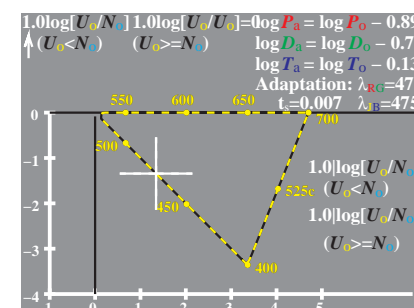 1.0log[Uo/No] 1.0log[Uo/Uo]=0
(Uo<No) (Uo>=No)
log Pa = log Po – 0.89
log Da = log Do – 0.7
log Ta = log To – 0.13
Adaptation: λRG=47
ts=0.007 λJB=475
550 600 650 700
500
450
525c
400
1.0|log[Uo/No
(Uo<No)
1.0|log[Uo/No
(Uo>=No)
0
–1
–2
–3
–4
1 0 1 2 3 4 5